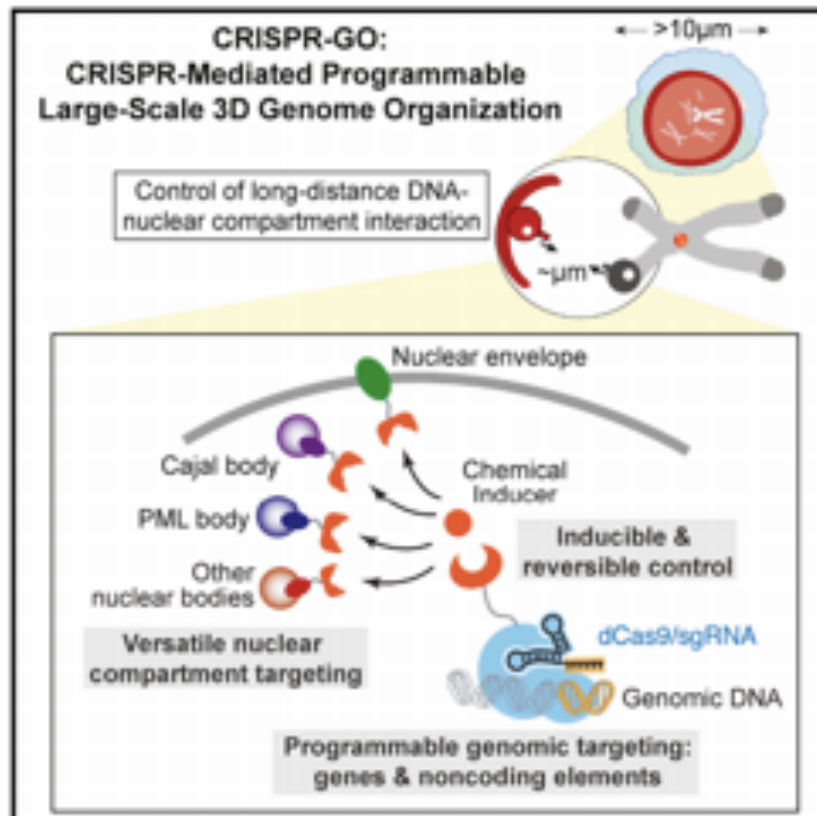 CRISPR-GO:
CRISPR-Mediated Programmable
Large-Scale 3D Genome Organization
>10µm
Control of long-distance DNA-
nuclear compartment interaction
~µm
Nuclear envelope
Cajal body
Chemical
Inducer
PML body
Inducible &
reversible control
Other
nuclear bodies
Versatile nuclear
compartment targeting
dCas9/sgRNA
Genomic DNA
Programmable genomic targeting:
genes & noncoding elements